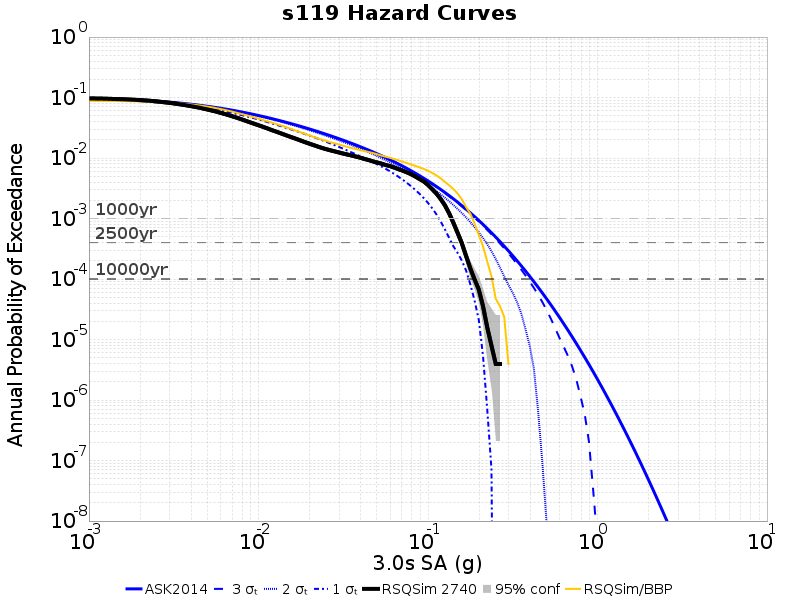 s119 Hazard Curves
Annual Probability of Exceedance
10^0
10^-1
10^-2
10^-3
10^-4
10^-5
10^-6
10^-7
10^-8
1000yr
2500yr
10000yr
10^-3 10^-2 10^-1 10^0 10^1
3.0s SA (g)
ASK2014 3 σₜ 2 σₜ 1 σₜ RSQSim 2740 95% conf RSQSim/BBP